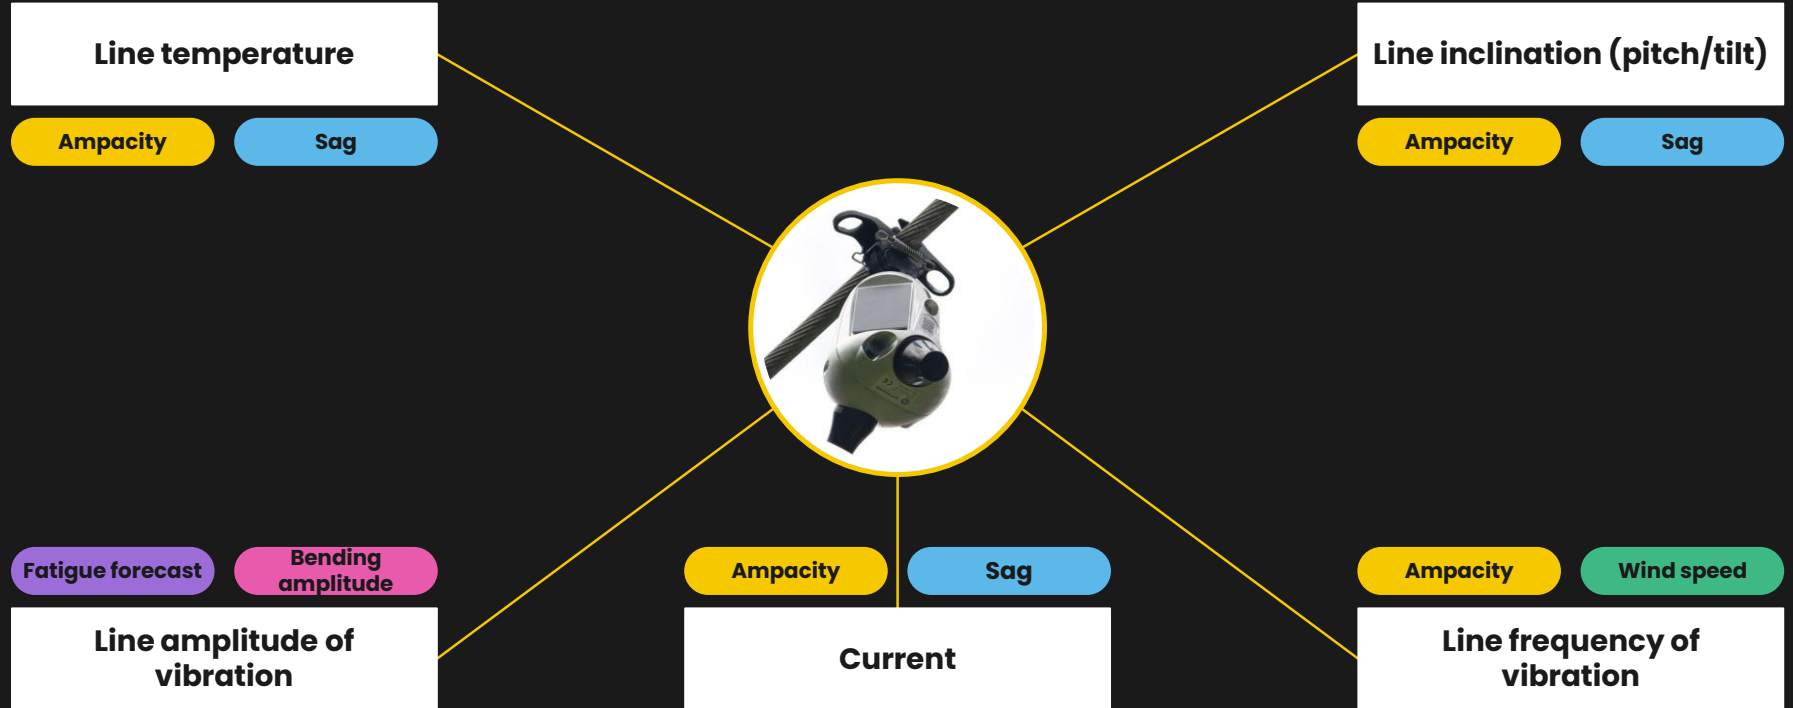 Line temperature
Line inclination (pitch/tilt)
Ampacity
Sag
Ampacity
Sag
Fatigue forecast
Bending
amplitude
Ampacity
Sag
Ampacity
Wind speed
Line amplitude of
vibration
Current
Line frequency of
vibration